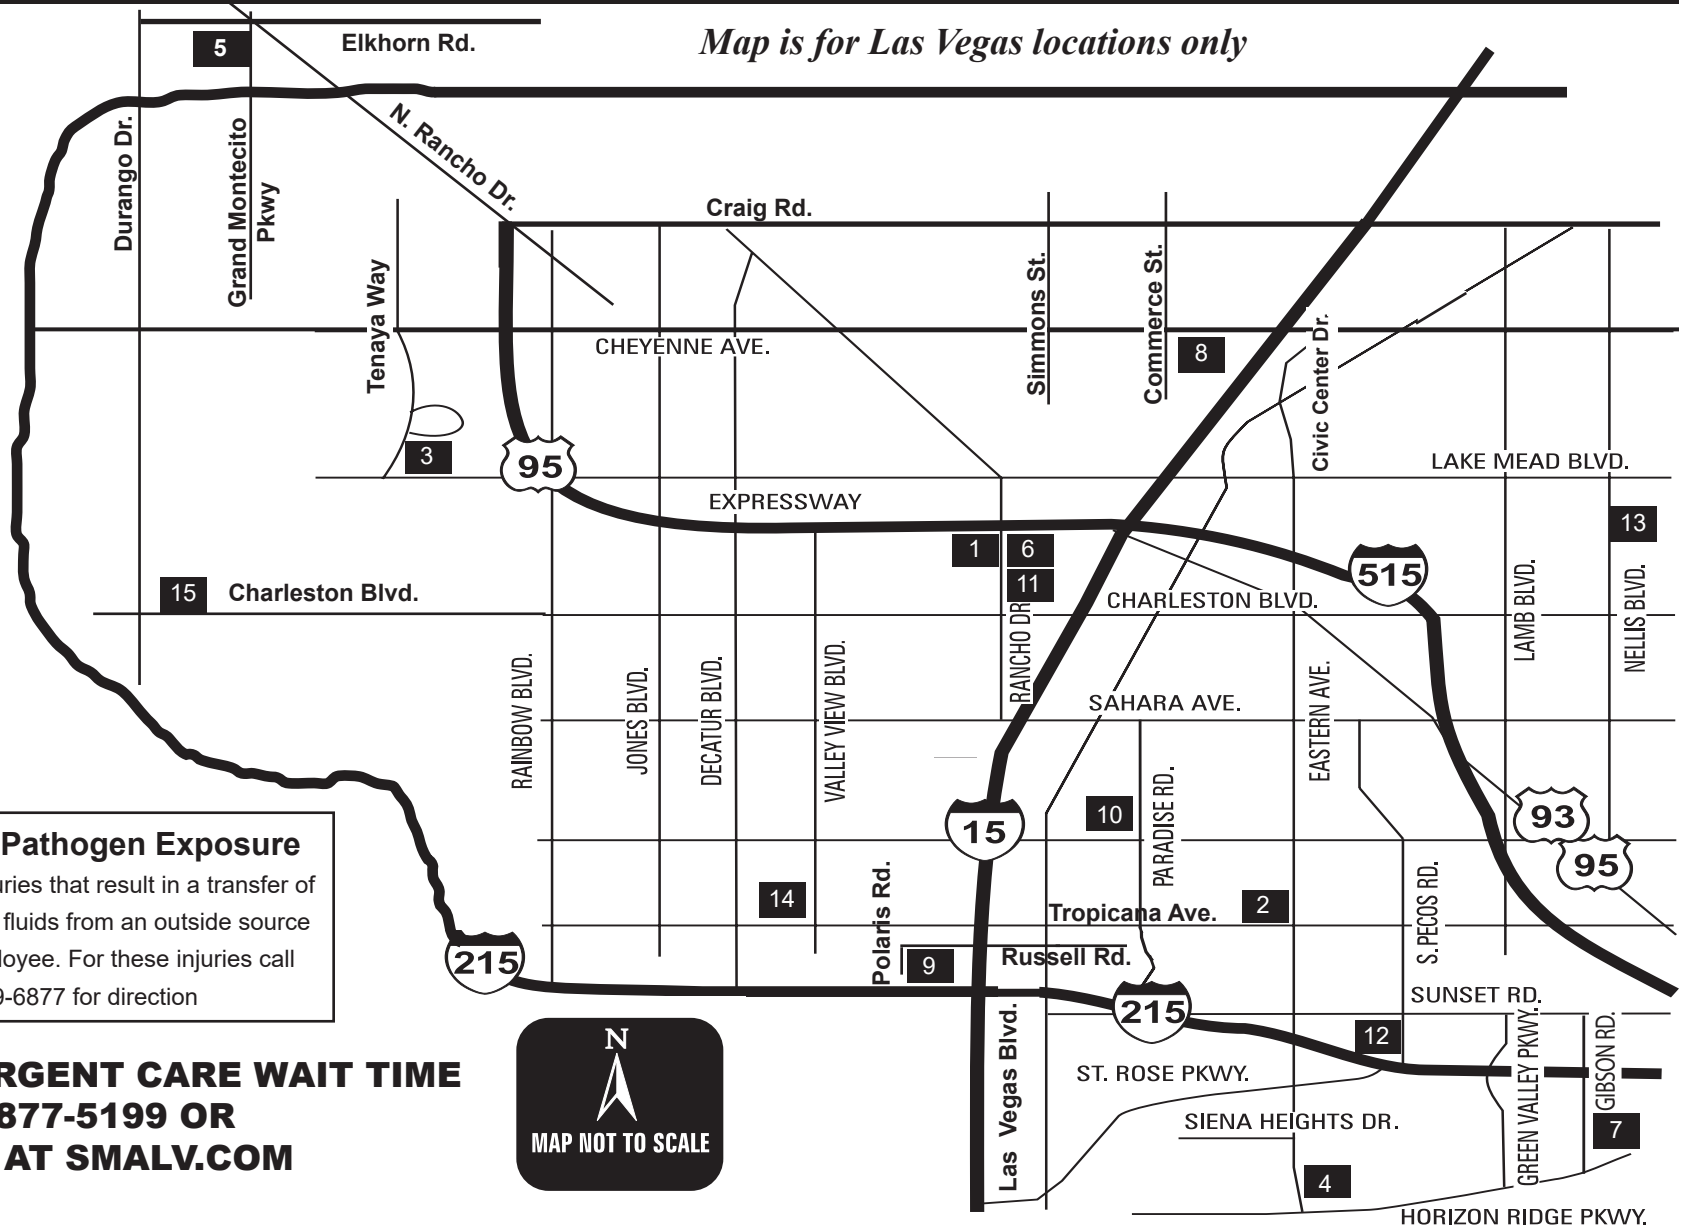 Map is for Las Vegas locations only
5
Elkhorn Rd.
N. Rancho Dr.
Durango Dr.
Grand Montecito
Pkwy
Craig Rd.
Tenaya Way
Simmons St.
Commerce St.
Civic Center Dr.
CHEYENNE AVE.
8
3
95
LAKE MEAD BLVD.
EXPRESSWAY
13
1
6
11
515
15
Charleston Blvd.
CHARLESTON BLVD.
RANCHO DR
LAMB BLVD.
NELLIS BLVD.
RAINBOW BLVD.
JONES BLVD.
DECATUR BLVD.
VALLEY VIEW BLVD.
SAHARA AVE.
EASTERN AVE.
PARADISE RD.
10
15
93
95
14
2
Polaris Rd.
Tropicana Ave.
S.PECOS RD.
215
9
Russell Rd.
215
SUNSET RD.
12
Las Vegas Blvd.
ST. ROSE PKWY.
SIENA HEIGHTS DR.
GREEN VALLEY PKWY.
GIBSON RD.
7
4
HORIZON RIDGE PKWY.
Pathogen Exposure
uries that result in a transfer of
fluids from an outside source
loyee. For these injuries call
9-6877 for direction
RGENT CARE WAIT TIME
877-5199 OR
AT SMALV.COM
N
MAP NOT TO SCALE